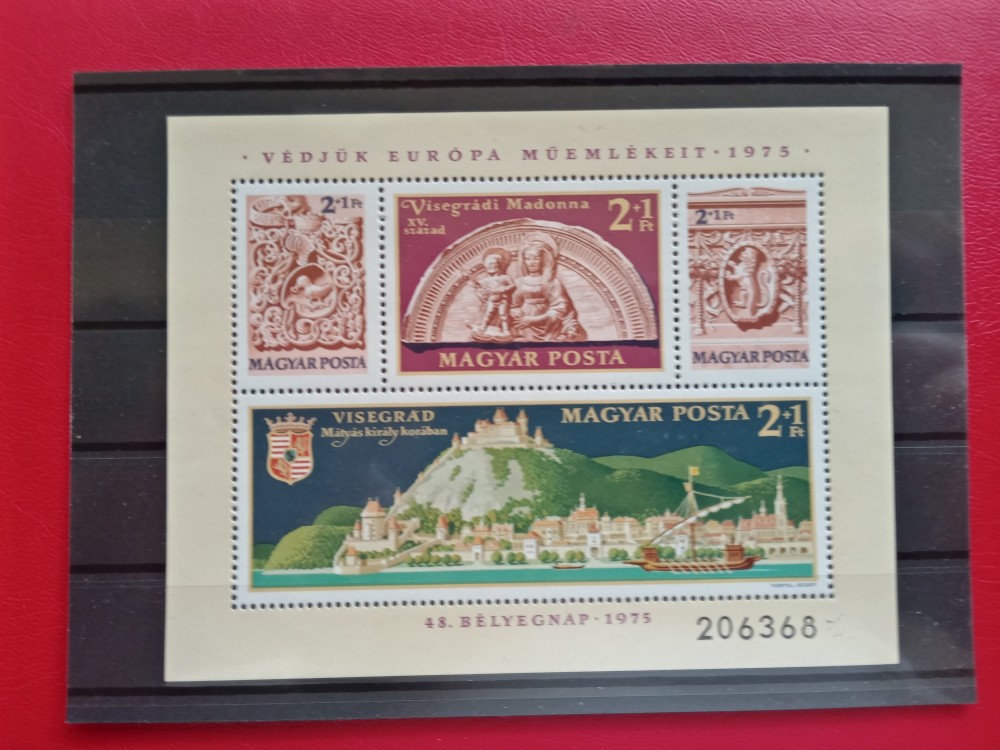 · VÉDJÜK EURÓPA MŰEMLÉKEIT · 1975 ·
2+1 Ft
MAGYAR POSTA
Visegrádi Madonna
XV. század
2+1 Ft
MAGYAR POSTA
2+1 Ft
MAGYAR POSTA
VISEGRÁD
Mátyás király korában
MAGYAR POSTA 2+1 Ft
48. BÉLYEGNAP · 1975
206368